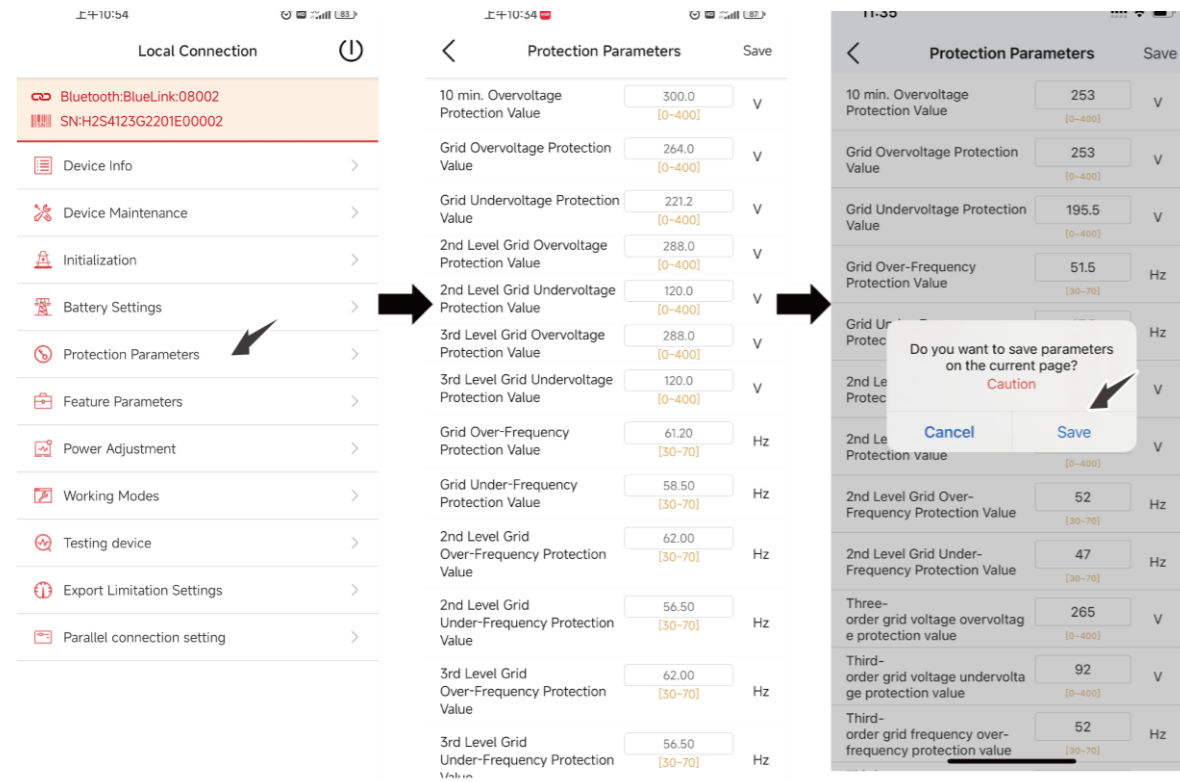 上午10:54
83
Local Connection
Bluetooth:BlueLink:08002
SN:H2S4123G2201E00002
Device Info
Device Maintenance
Initialization
Battery Settings
Protection Parameters
Feature Parameters
Power Adjustment
Working Modes
Testing device
Export Limitation Settings
Parallel connection setting
上午10:34
87
Protection Parameters
Save
10 min. Overvoltage
Protection Value
300.0
[0~400]
V
Grid Overvoltage Protection
Value
264.0
[0~400]
V
Grid Undervoltage Protection
Value
221.2
[0~400]
V
2nd Level Grid Overvoltage
Protection Value
288.0
[0~400]
V
2nd Level Grid Undervoltage
Protection Value
120.0
[0~400]
V
3rd Level Grid Overvoltage
Protection Value
288.0
[0~400]
V
3rd Level Grid Undervoltage
Protection Value
120.0
[0~400]
V
Grid Over-Frequency
Protection Value
61.20
[30~70]
Hz
Grid Under-Frequency
Protection Value
58.50
[30~70]
Hz
2nd Level Grid
Over-Frequency Protection
Value
62.00
[30~70]
Hz
2nd Level Grid
Under-Frequency Protection
Value
56.50
[30~70]
Hz
3rd Level Grid
Over-Frequency Protection
Value
62.00
[30~70]
Hz
3rd Level Grid
Under-Frequency Protection
Value
56.50
[30~70]
Hz
11:35
Protection Parameters
Save
10 min. Overvoltage
Protection Value
253
[0~400]
V
Grid Overvoltage Protection
Value
253
[0~400]
V
Grid Undervoltage Protection
Value
195.5
[0~400]
V
Grid Over-Frequency
Protection Value
51.5
[30~70]
Hz
Grid
Protec
Hz
Do you want to save parameters
on the current page?
Caution
Cancel
Save
2nd Le
Protec
V
2nd Le
Protection Value
[0~400]
V
2nd Level Grid Over-
Frequency Protection Value
52
[30~70]
Hz
2nd Level Grid Under-
Frequency Protection Value
47
[30~70]
Hz
Three-
order grid voltage overvoltag
e protection value
265
[0~400]
V
Third-
order grid voltage undervolta
ge protection value
92
[0~400]
V
Third-
order grid frequency over-
frequency protection value
52
[30~70]
Hz